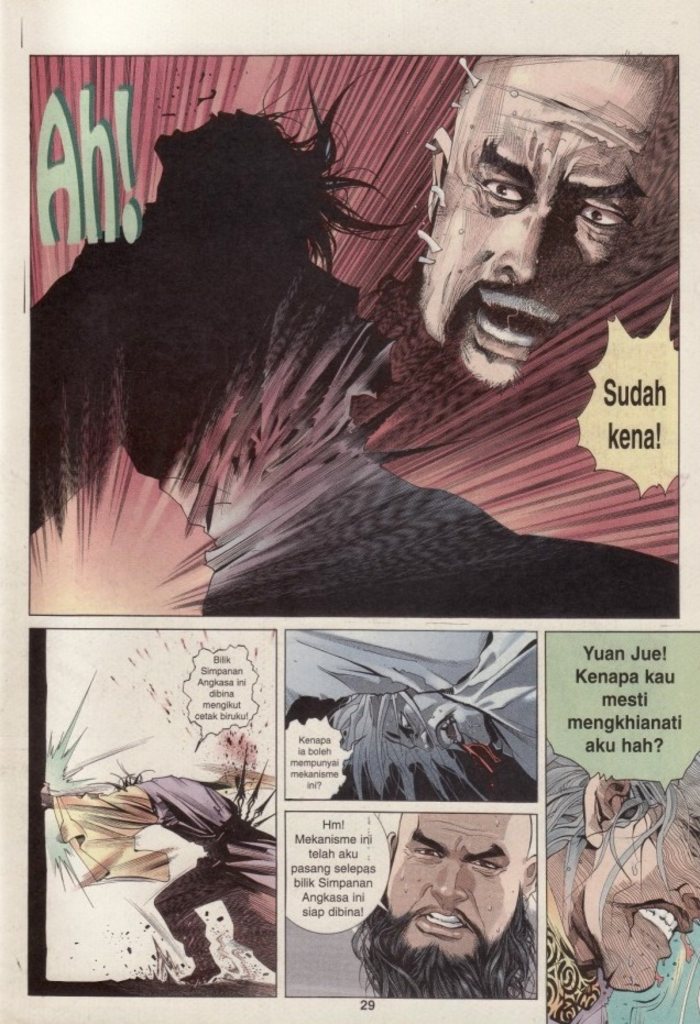 Ah!
Sudah
kena!
Bilik
Simpanan
Angkasa ini
dibina
mengikut
cetak biruku!
Kenapa
ia boleh
mempunyai
mekanisme
ini?
Hm!
Mekanisme ini
telah aku
pasang selepas
bilik Simpanan
Angkasa ini
siap dibina!
Yuan Jue!
Kenapa kau
mesti
mengkhianati
aku hah?
29